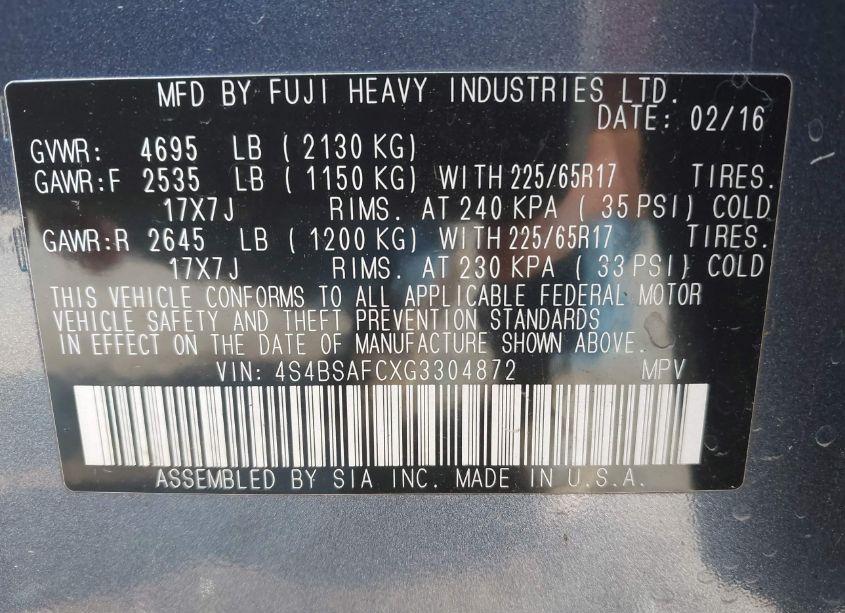 MFD BY FUJI HEAVY INDUSTRIES LTD.
DATE: 02/16
GVWR: 4695 LB ( 2130 KG)
GAWR:F 2535 LB ( 1150 KG) WITH 225/65R17 TIRES.
17X7J RIMS. AT 240 KPA ( 35 PSI) COLD
GAWR:R 2645 LB ( 1200 KG) WITH 225/65R17 TIRES.
17X7J RIMS. AT 230 KPA ( 33 PSI) COLD
THIS VEHICLE CONFORMS TO ALL APPLICABLE FEDERAL MOTOR
VEHICLE SAFETY AND THEFT PREVENTION STANDARDS
IN EFFECT ON THE DATE OF MANUFACTURE SHOWN ABOVE.
VIN: 4S4BSAFCXG3304872 MPV
ASSEMBLED BY SIA INC. MADE IN U.S.A.